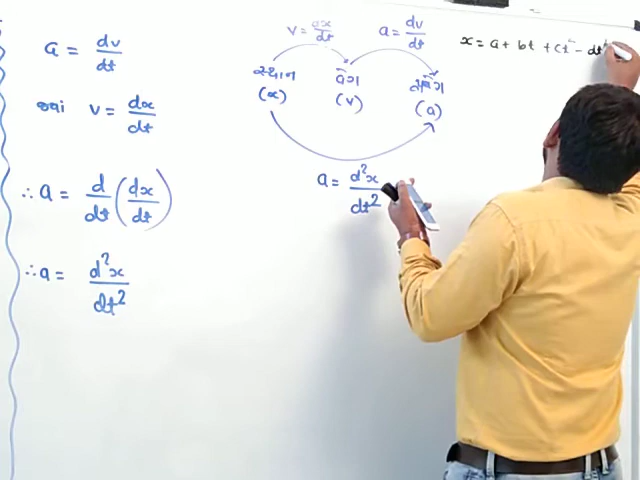 a = dv/dt
જ્યાં v = dx/dt
∴ a = d/dt (dx/dt)
∴ a = d²x/dt²
v = dx/dt a = dv/dt
સ્થાન વેગ પ્રવેગ
(x) (v) (a)
a = d²x/dt²
x = a + bt + ct² - dt